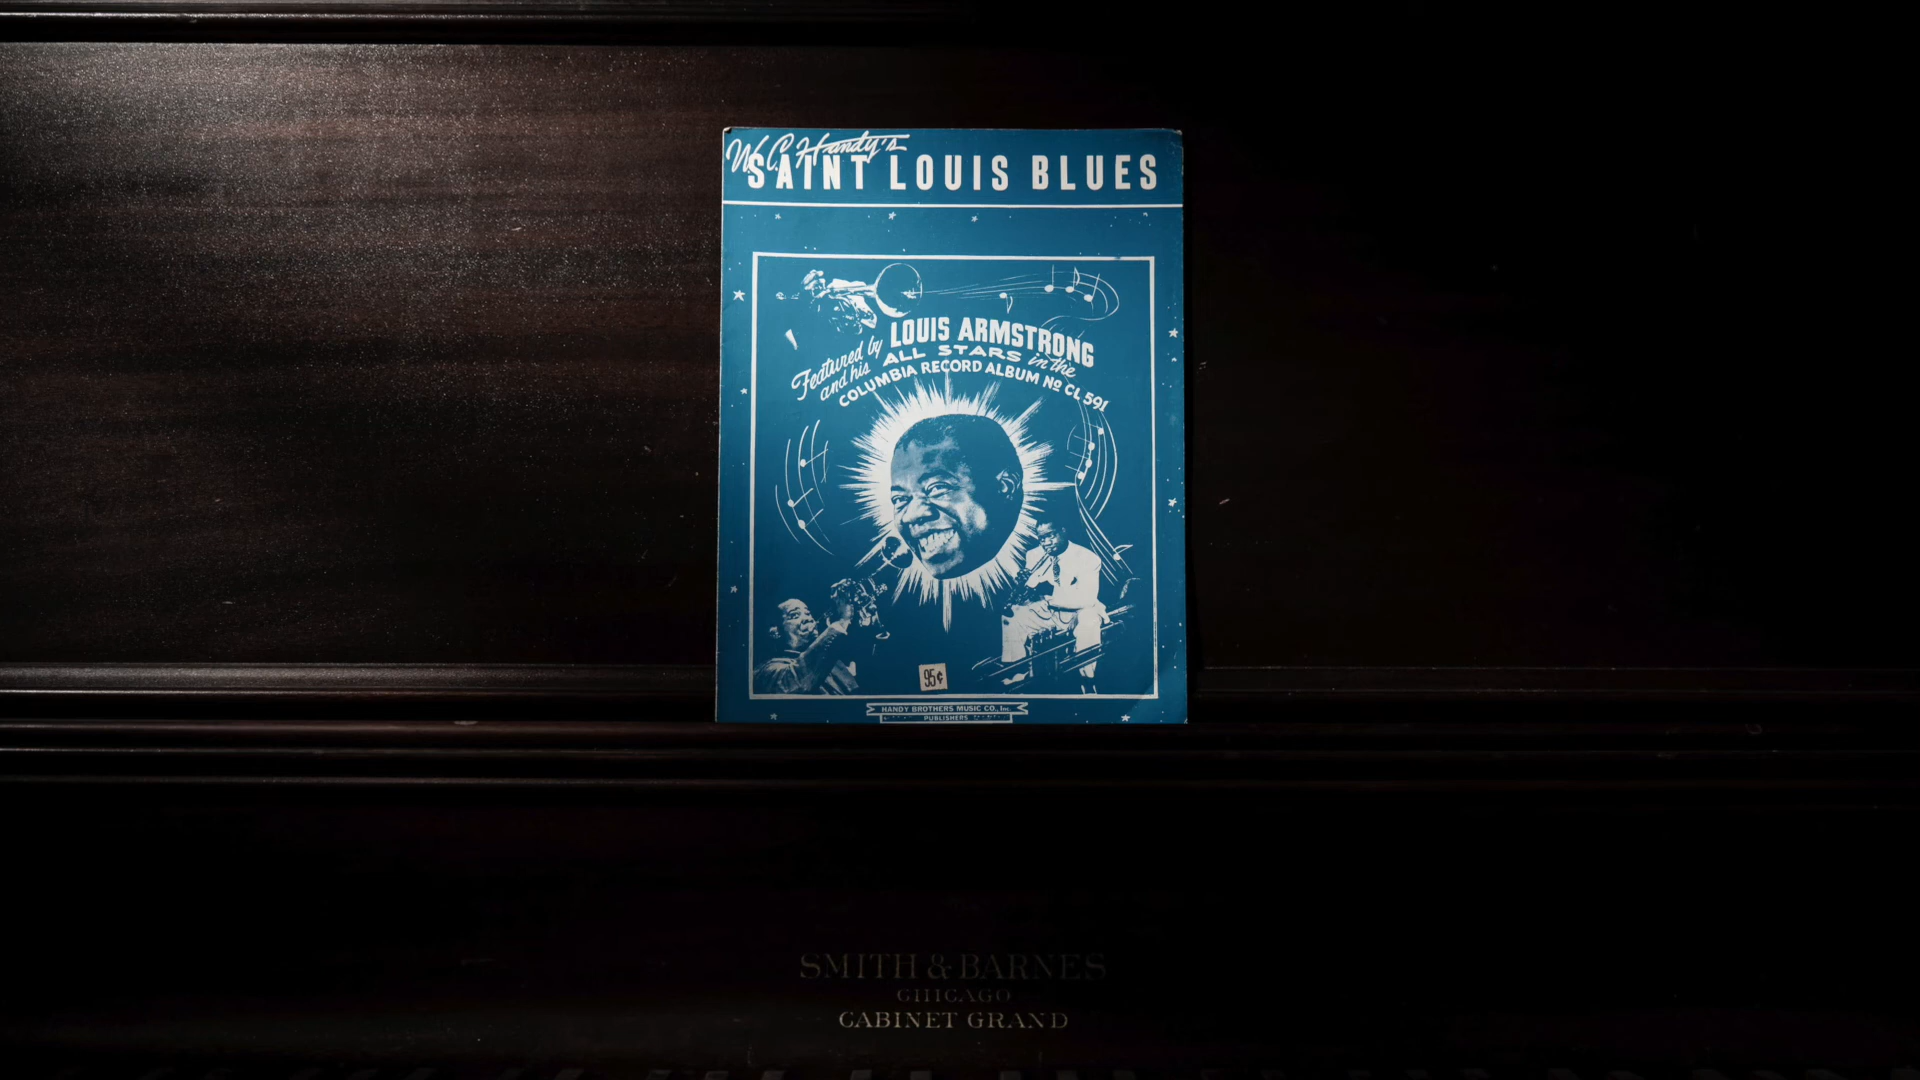 W.C. Handy's
SAINT LOUIS BLUES
Featured by LOUIS ARMSTRONG
and his ALL STARS in the
COLUMBIA RECORD ALBUM No CL 591
95¢
HANDY BROTHERS MUSIC CO., Inc.
PUBLISHERS
SMITH & BARNES
CHICAGO
CABINET GRAND